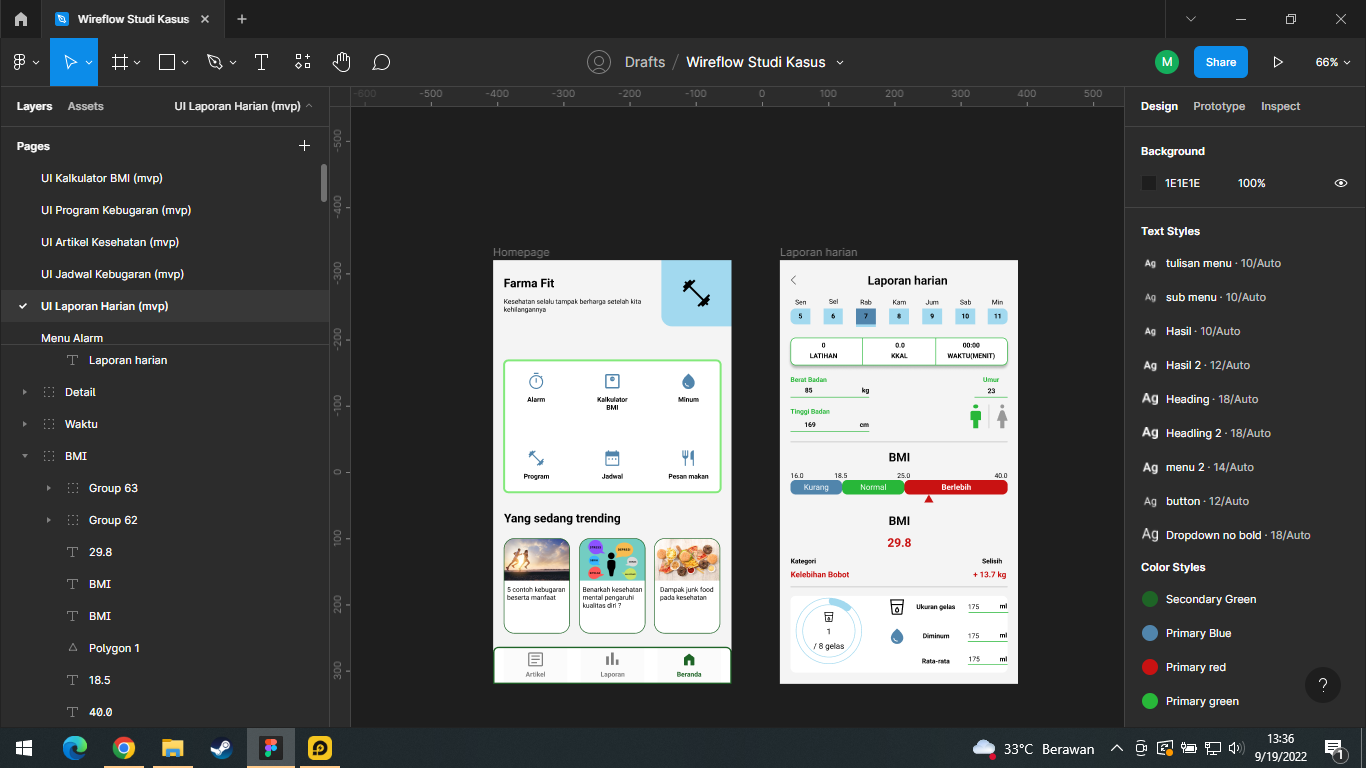 Wireflow Studi Kasus
Drafts / Wireflow Studi Kasus
M
Share
66%
Layers
Assets
UI Laporan Harian (mvp)
Pages
UI Kalkulator BMI (mvp)
UI Program Kebugaran (mvp)
UI Artikel Kesehatan (mvp)
UI Jadwal Kebugaran (mvp)
UI Laporan Harian (mvp)
Menu Alarm
Laporan harian
Detail
Waktu
BMI
Group 63
Group 62
29.8
BMI
BMI
Polygon 1
18.5
40.0
-600 -500 -400 -300 -200 -100 0 100 200 300 400 500
-500
-400
-300
-200
-100
0
100
200
300
Homepage
Farma Fit
Kesehatan selalu tampak berharga setelah kita
kehilangannya
Alarm
Kalkulator
BMI
Minum
Program
Jadwal
Pesan makan
Yang sedang trending
5 contoh kebugaran
beserta manfaat
Benarkah kesehatan
mental pengaruhi
kualitas diri ?
Dampak junk food
pada kesehatan
Artikel
Laporan
Beranda
Laporan harian
Laporan harian
Sen Sel Rab Kam Jum Sab Min
5 6 7 8 9 10 11
0 0.0 00:00
LATIHAN KKAL WAKTU(MENIT)
Berat Badan Umur
85 kg 23
Tinggi Badan
169 cm
BMI
16.0 18.5 25.0 40.0
Kurang Normal Berlebih
BMI
29.8
Kategori Selisih
Kelebihan Bobot + 13.7 kg
1
/ 8 gelas
Ukuran gelas 175 ml
Diminum 175 ml
Rata-rata 175 ml
Design
Prototype
Inspect
Background
1E1E1E 100%
Text Styles
Ag tulisan menu · 10/Auto
Ag sub menu · 10/Auto
Ag Hasil · 10/Auto
Ag Hasil 2 · 12/Auto
Ag Heading · 18/Auto
Ag Headling 2 · 18/Auto
Ag menu 2 · 14/Auto
Ag button · 12/Auto
Ag Dropdown no bold · 18/Auto
Color Styles
Secondary Green
Primary Blue
Primary red
Primary green
?
33°C Berawan
13:36
9/19/2022
1